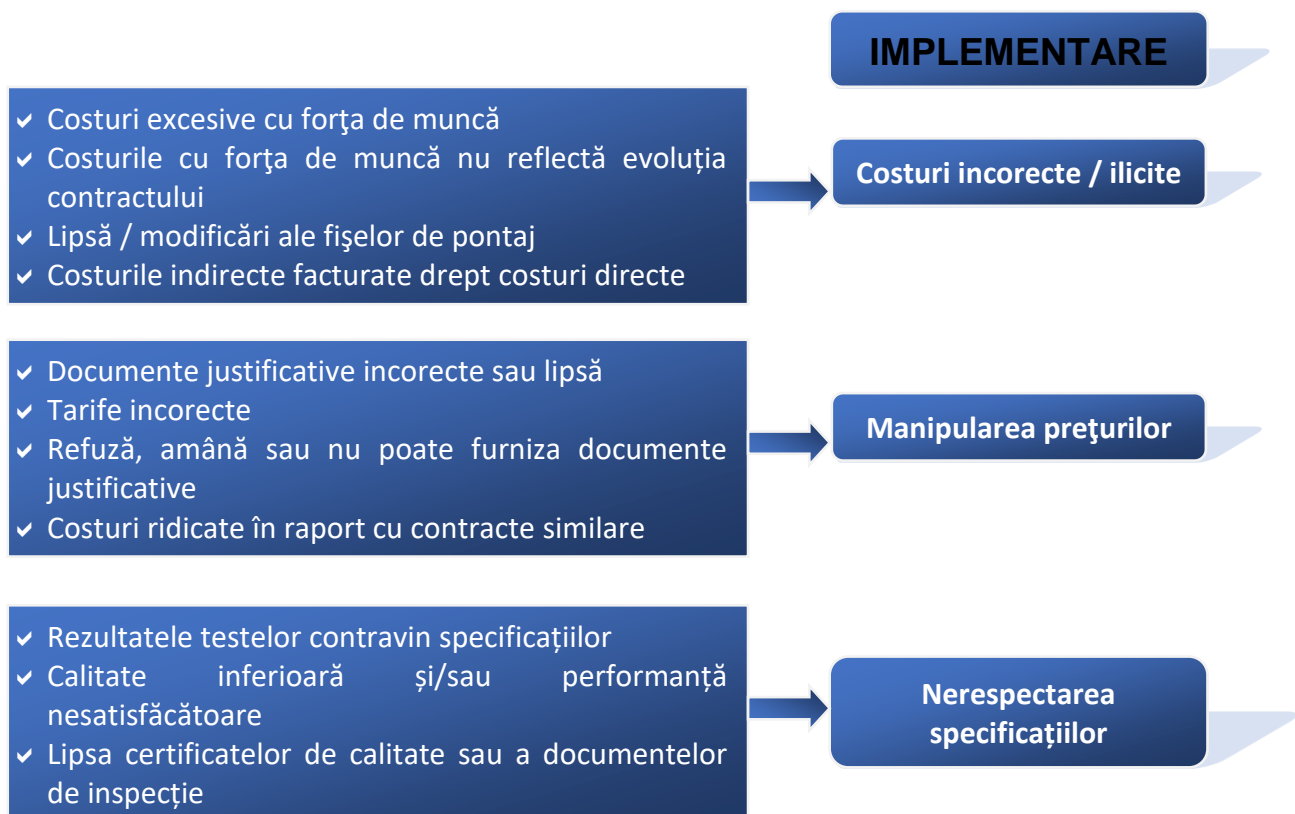 IMPLEMENTARE
Costuri excesive cu forţa de muncă
Costurile cu forţa de muncă nu reflectă evoluția
contractului
Lipsă / modificări ale fişelor de pontaj
Costurile indirecte facturate drept costuri directe
Costuri incorecte / ilicite
Documente justificative incorecte sau lipsă
Tarife incorecte
Refuză, amână sau nu poate furniza documente
justificative
Costuri ridicate în raport cu contracte similare
Manipularea preţurilor
Rezultatele testelor contravin specificațiilor
Calitate inferioară și/sau performanță
nesatisfăcătoare
Lipsa certificatelor de calitate sau a documentelor
de inspecție
Nerespectarea
specificațiilor